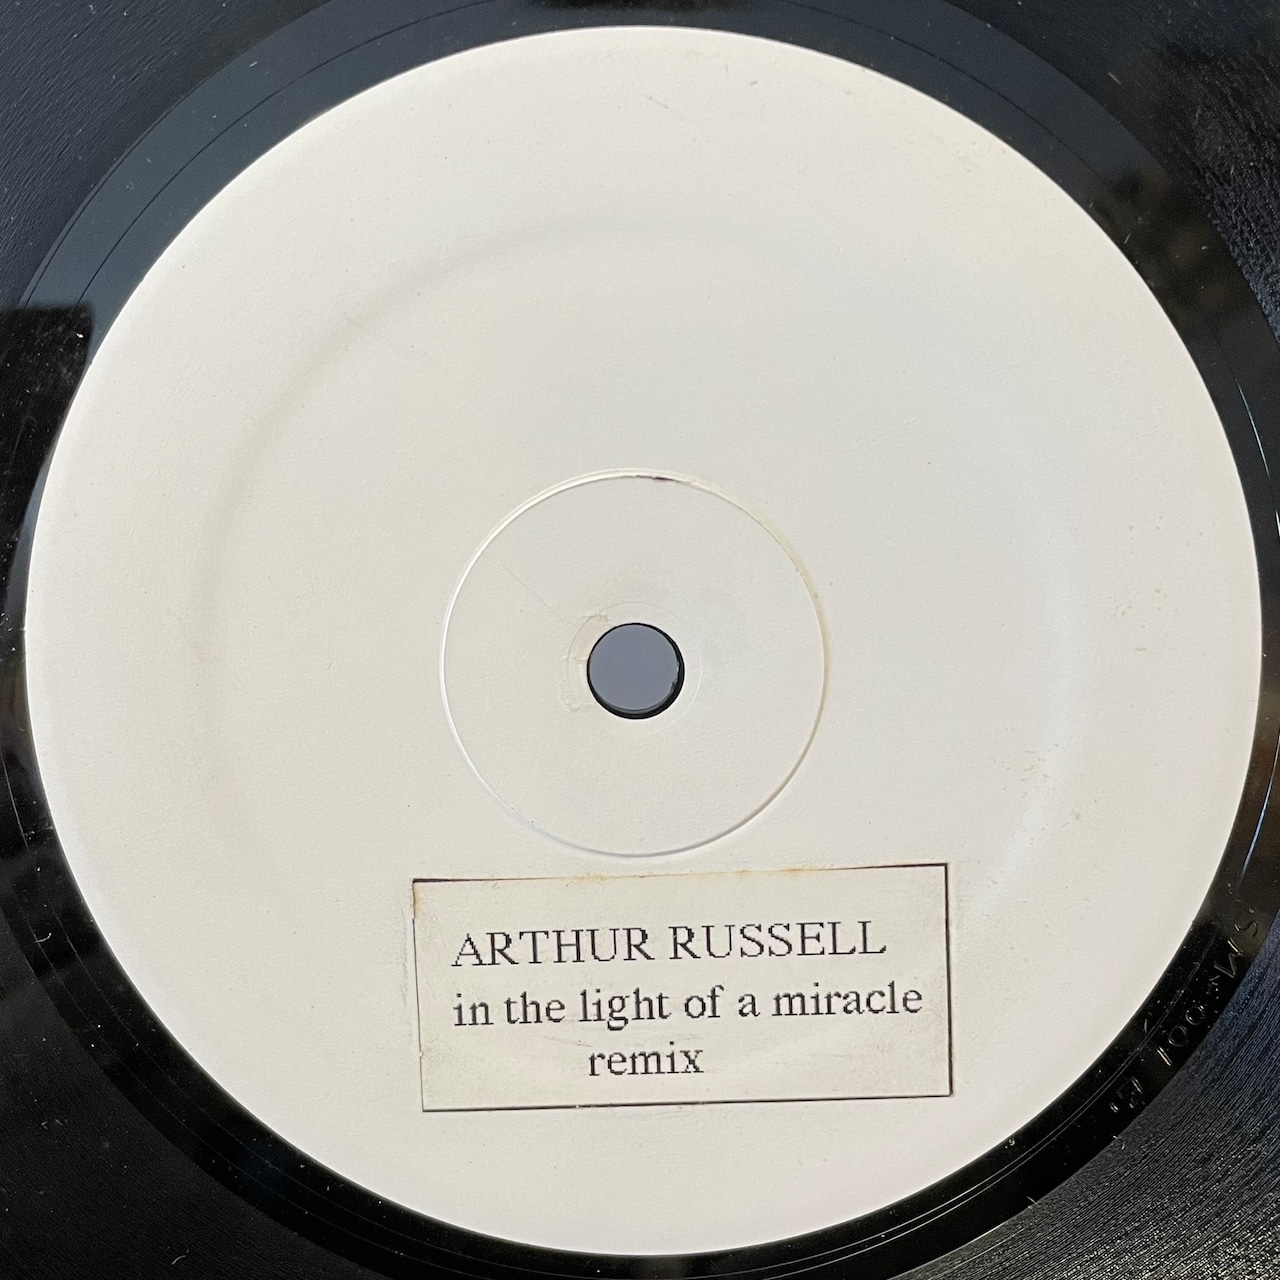 ARTHUR RUSSELL
in the light of a miracle
remix